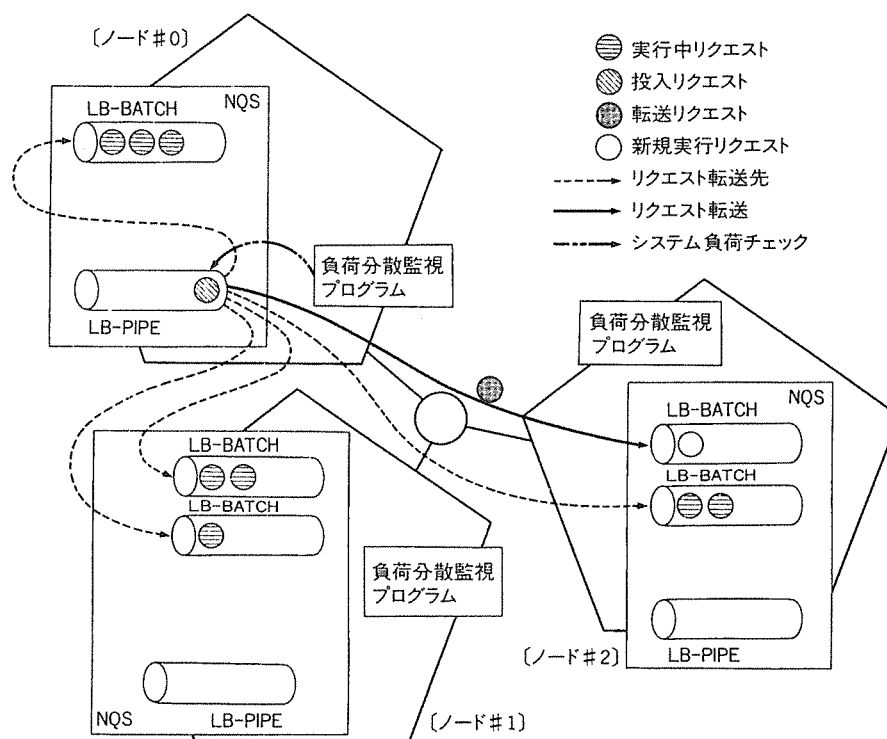 〔ノード#0〕
NQS
LB-BATCH
負荷分散監視
プログラム
LB-PIPE
実行中リクエスト
投入リクエスト
転送リクエスト
新規実行リクエスト
リクエスト転送先
リクエスト転送
システム負荷チェック
負荷分散監視
プログラム
NQS
LB-BATCH
LB-BATCH
LB-PIPE
〔ノード#2〕
LB-BATCH
LB-BATCH
負荷分散監視
プログラム
NQS
LB-PIPE
〔ノード#1〕